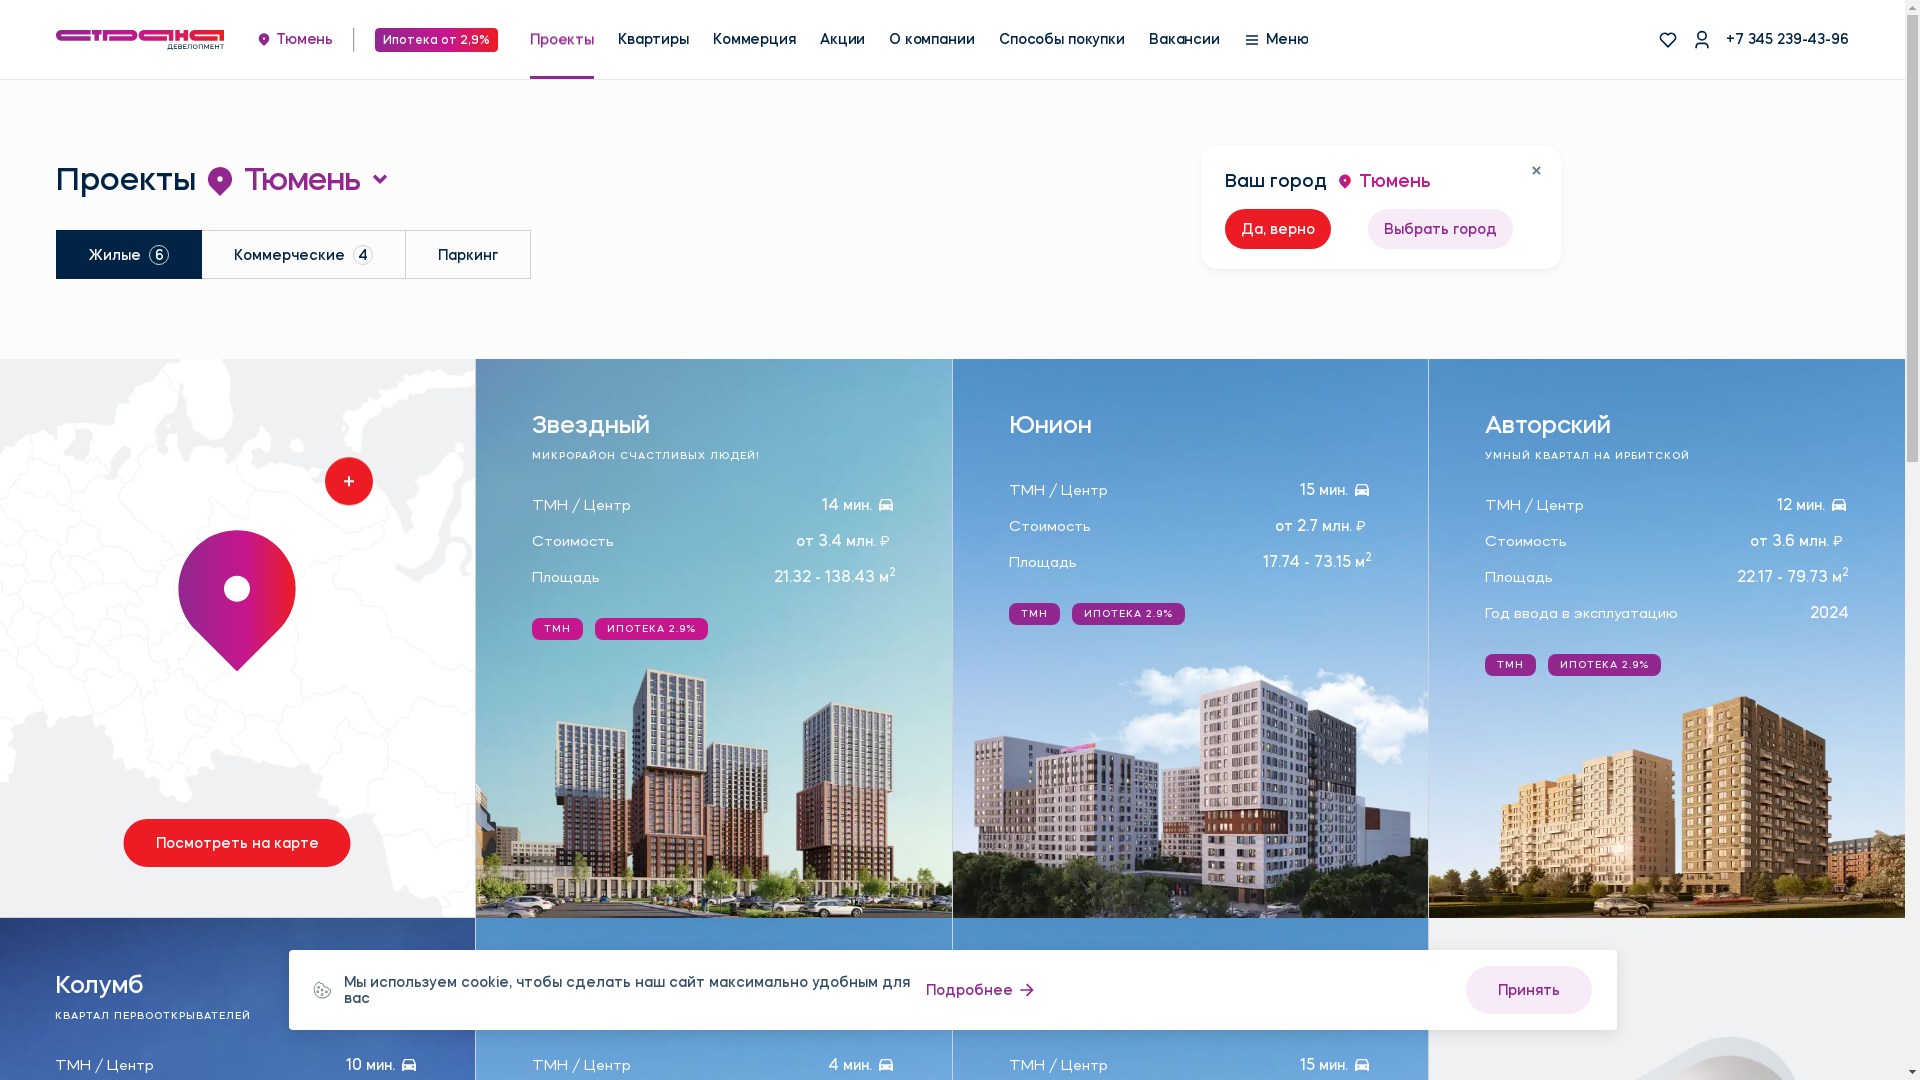 страна
ДЕВЕЛОПМЕНТ
Тюмень
Ипотека от 2,9%
Проекты
Квартиры
Коммерция
Акции
О компании
Способы покупки
Вакансии
Меню
+7 345 239-43-96
Проекты Тюмень
Жилые 6
Коммерческие 4
Паркинг
Ваш город Тюмень
Да, верно
Выбрать город
Посмотреть на карте
Звездный
МИКРОРАЙОН СЧАСТЛИВЫХ ЛЮДЕЙ!
ТМН / Центр 14 мин.
Стоимость от 3.4 млн. ₽
Площадь 21.32 - 138.43 м2
ТМН ИПОТЕКА 2.9%
Юнион
ТМН / Центр 15 мин.
Стоимость от 2.7 млн. ₽
Площадь 17.74 - 73.15 м2
ТМН ИПОТЕКА 2.9%
Авторский
УМНЫЙ КВАРТАЛ НА ИРБИТСКОЙ
ТМН / Центр 12 мин.
Стоимость от 3.6 млн. ₽
Площадь 22.17 - 79.73 м2
Год ввода в эксплуатацию 2024
ТМН ИПОТЕКА 2.9%
Колумб
КВАРТАЛ ПЕРВООТКРЫВАТЕЛЕЙ
ТМН / Центр 10 мин.
ТМН / Центр 4 мин.
ТМН / Центр 15 мин.
Мы используем cookie, чтобы сделать наш сайт максимально удобным для
вас
Подробнее
Принять